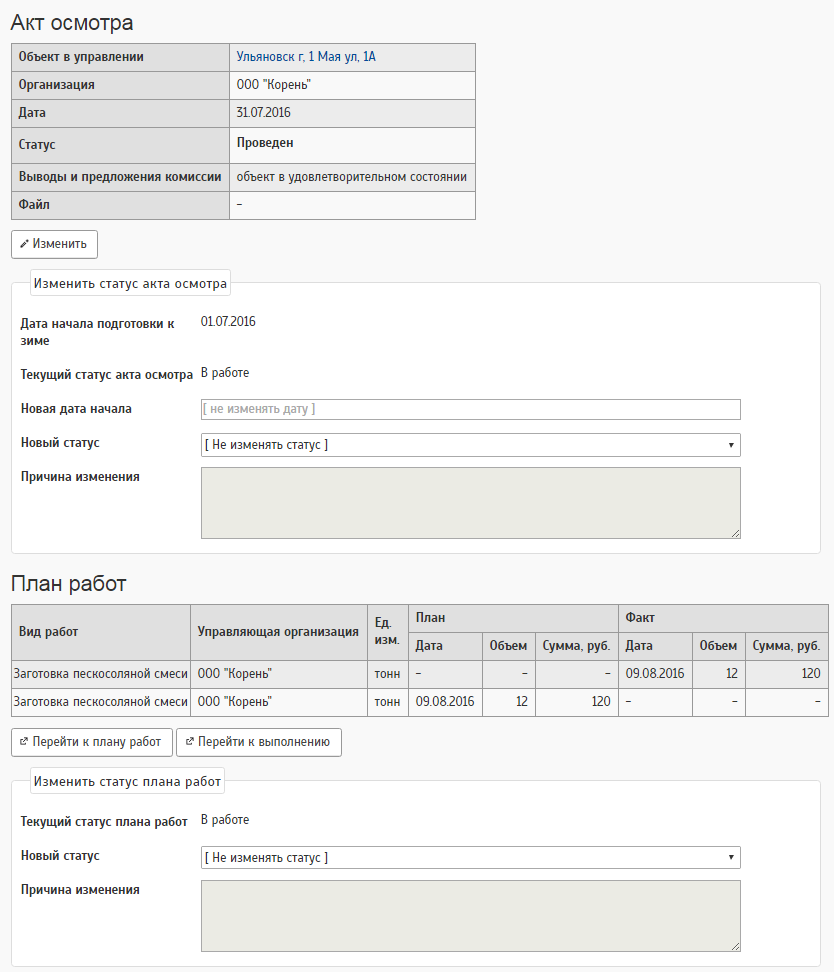 Акт осмотра
Объект в управлении Ульяновск г, 1 Мая ул, 1А
Организация ООО "Корень"
Дата 31.07.2016
Статус Проведен
Выводы и предложения комиссии объект в удовлетворительном состоянии
Файл –
Изменить
Изменить статус акта осмотра
Дата начала подготовки к 01.07.2016
зиме
Текущий статус акта осмотра В работе
Новая дата начала [ не изменять дату ]
Новый статус [ Не изменять статус ]
Причина изменения
План работ
Вид работ Управляющая организация Ед. изм. План Факт
Дата Объем Сумма, руб. Дата Объем Сумма, руб.
Заготовка пескосоляной смеси ООО "Корень" тонн – – – 09.08.2016 12 120
Заготовка пескосоляной смеси ООО "Корень" тонн 09.08.2016 12 120 – – –
Перейти к плану работ Перейти к выполнению
Изменить статус плана работ
Текущий статус плана работ В работе
Новый статус [ Не изменять статус ]
Причина изменения